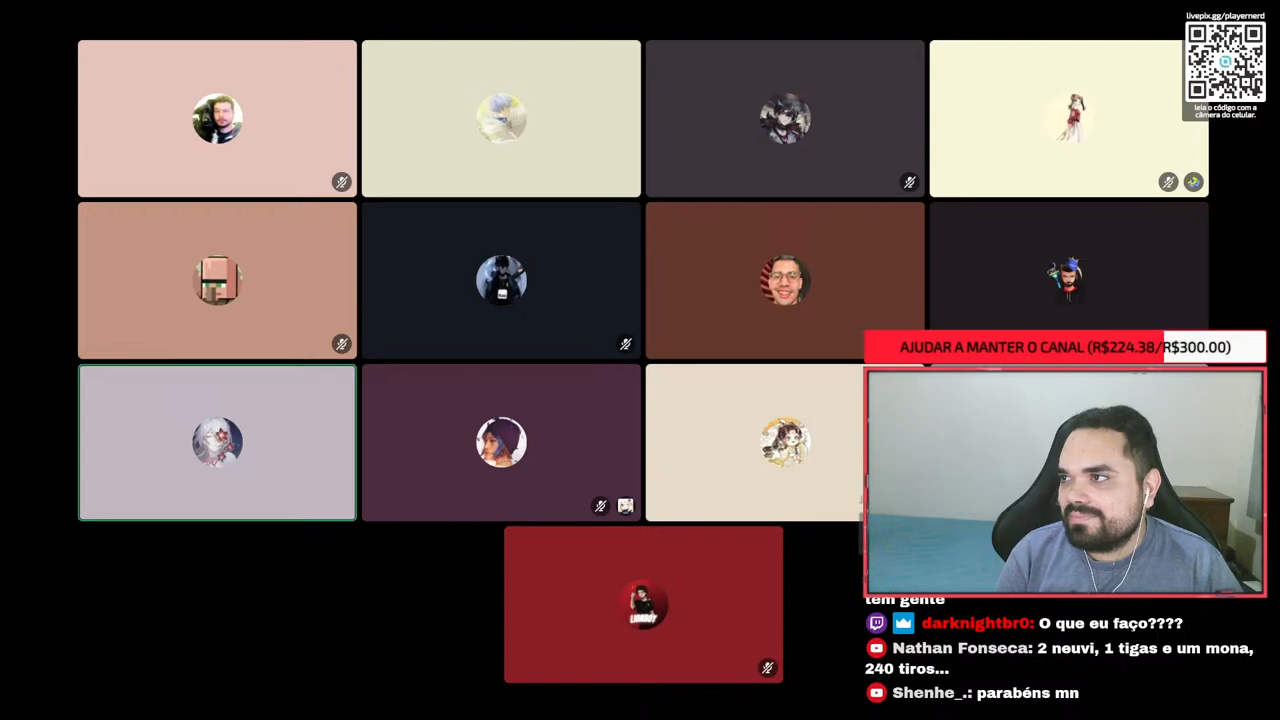 livepix.gg/playernerd
leia o código com a
câmera do celular.
AJUDAR A MANTER O CANAL (R$224.38/R$300.00)
tem gente
darknightbr0: O que eu faço????
Nathan Fonseca: 2 neuvi, 1 tigas e um mona,
240 tiros...
Shenhe_.: parabéns mn
LIONBOY